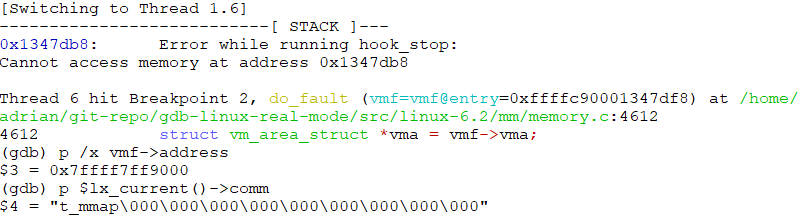 [Switching to Thread 1.6]
---------------------------[ STACK ]---
0x1347db8:      Error while running hook_stop:
Cannot access memory at address 0x1347db8
Thread 6 hit Breakpoint 2, do_fault (vmf=vmf@entry=0xffffc90001347df8) at /home/
adrian/git-repo/gdb-linux-real-mode/src/linux-6.2/mm/memory.c:4612
4612            struct vm_area_struct *vma = vmf->vma;
(gdb) p /x vmf->address
$3 = 0x7ffff7ff9000
(gdb) p $lx_current()->comm
$4 = "t_mmap\000\000\000\000\000\000\000\000\000"